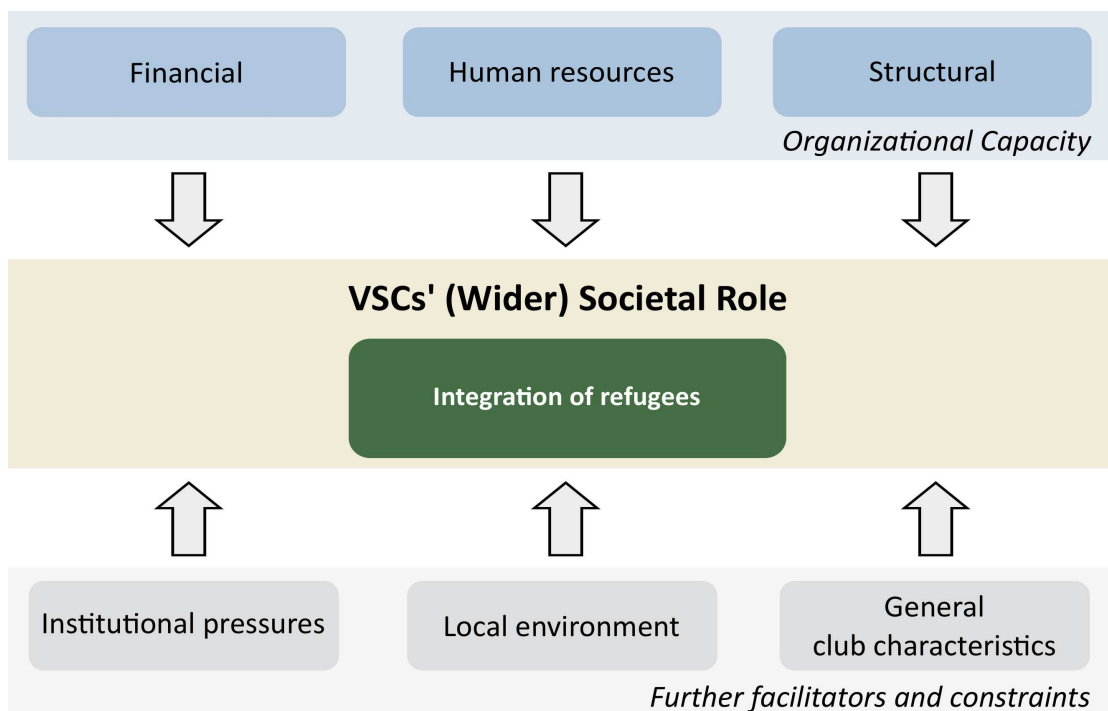 Financial
Human resources
Structural
Organizational Capacity
VSCs' (Wider) Societal Role
Integration of refugees
Institutional pressures
Local environment
General
club characteristics
Further facilitators and constraints